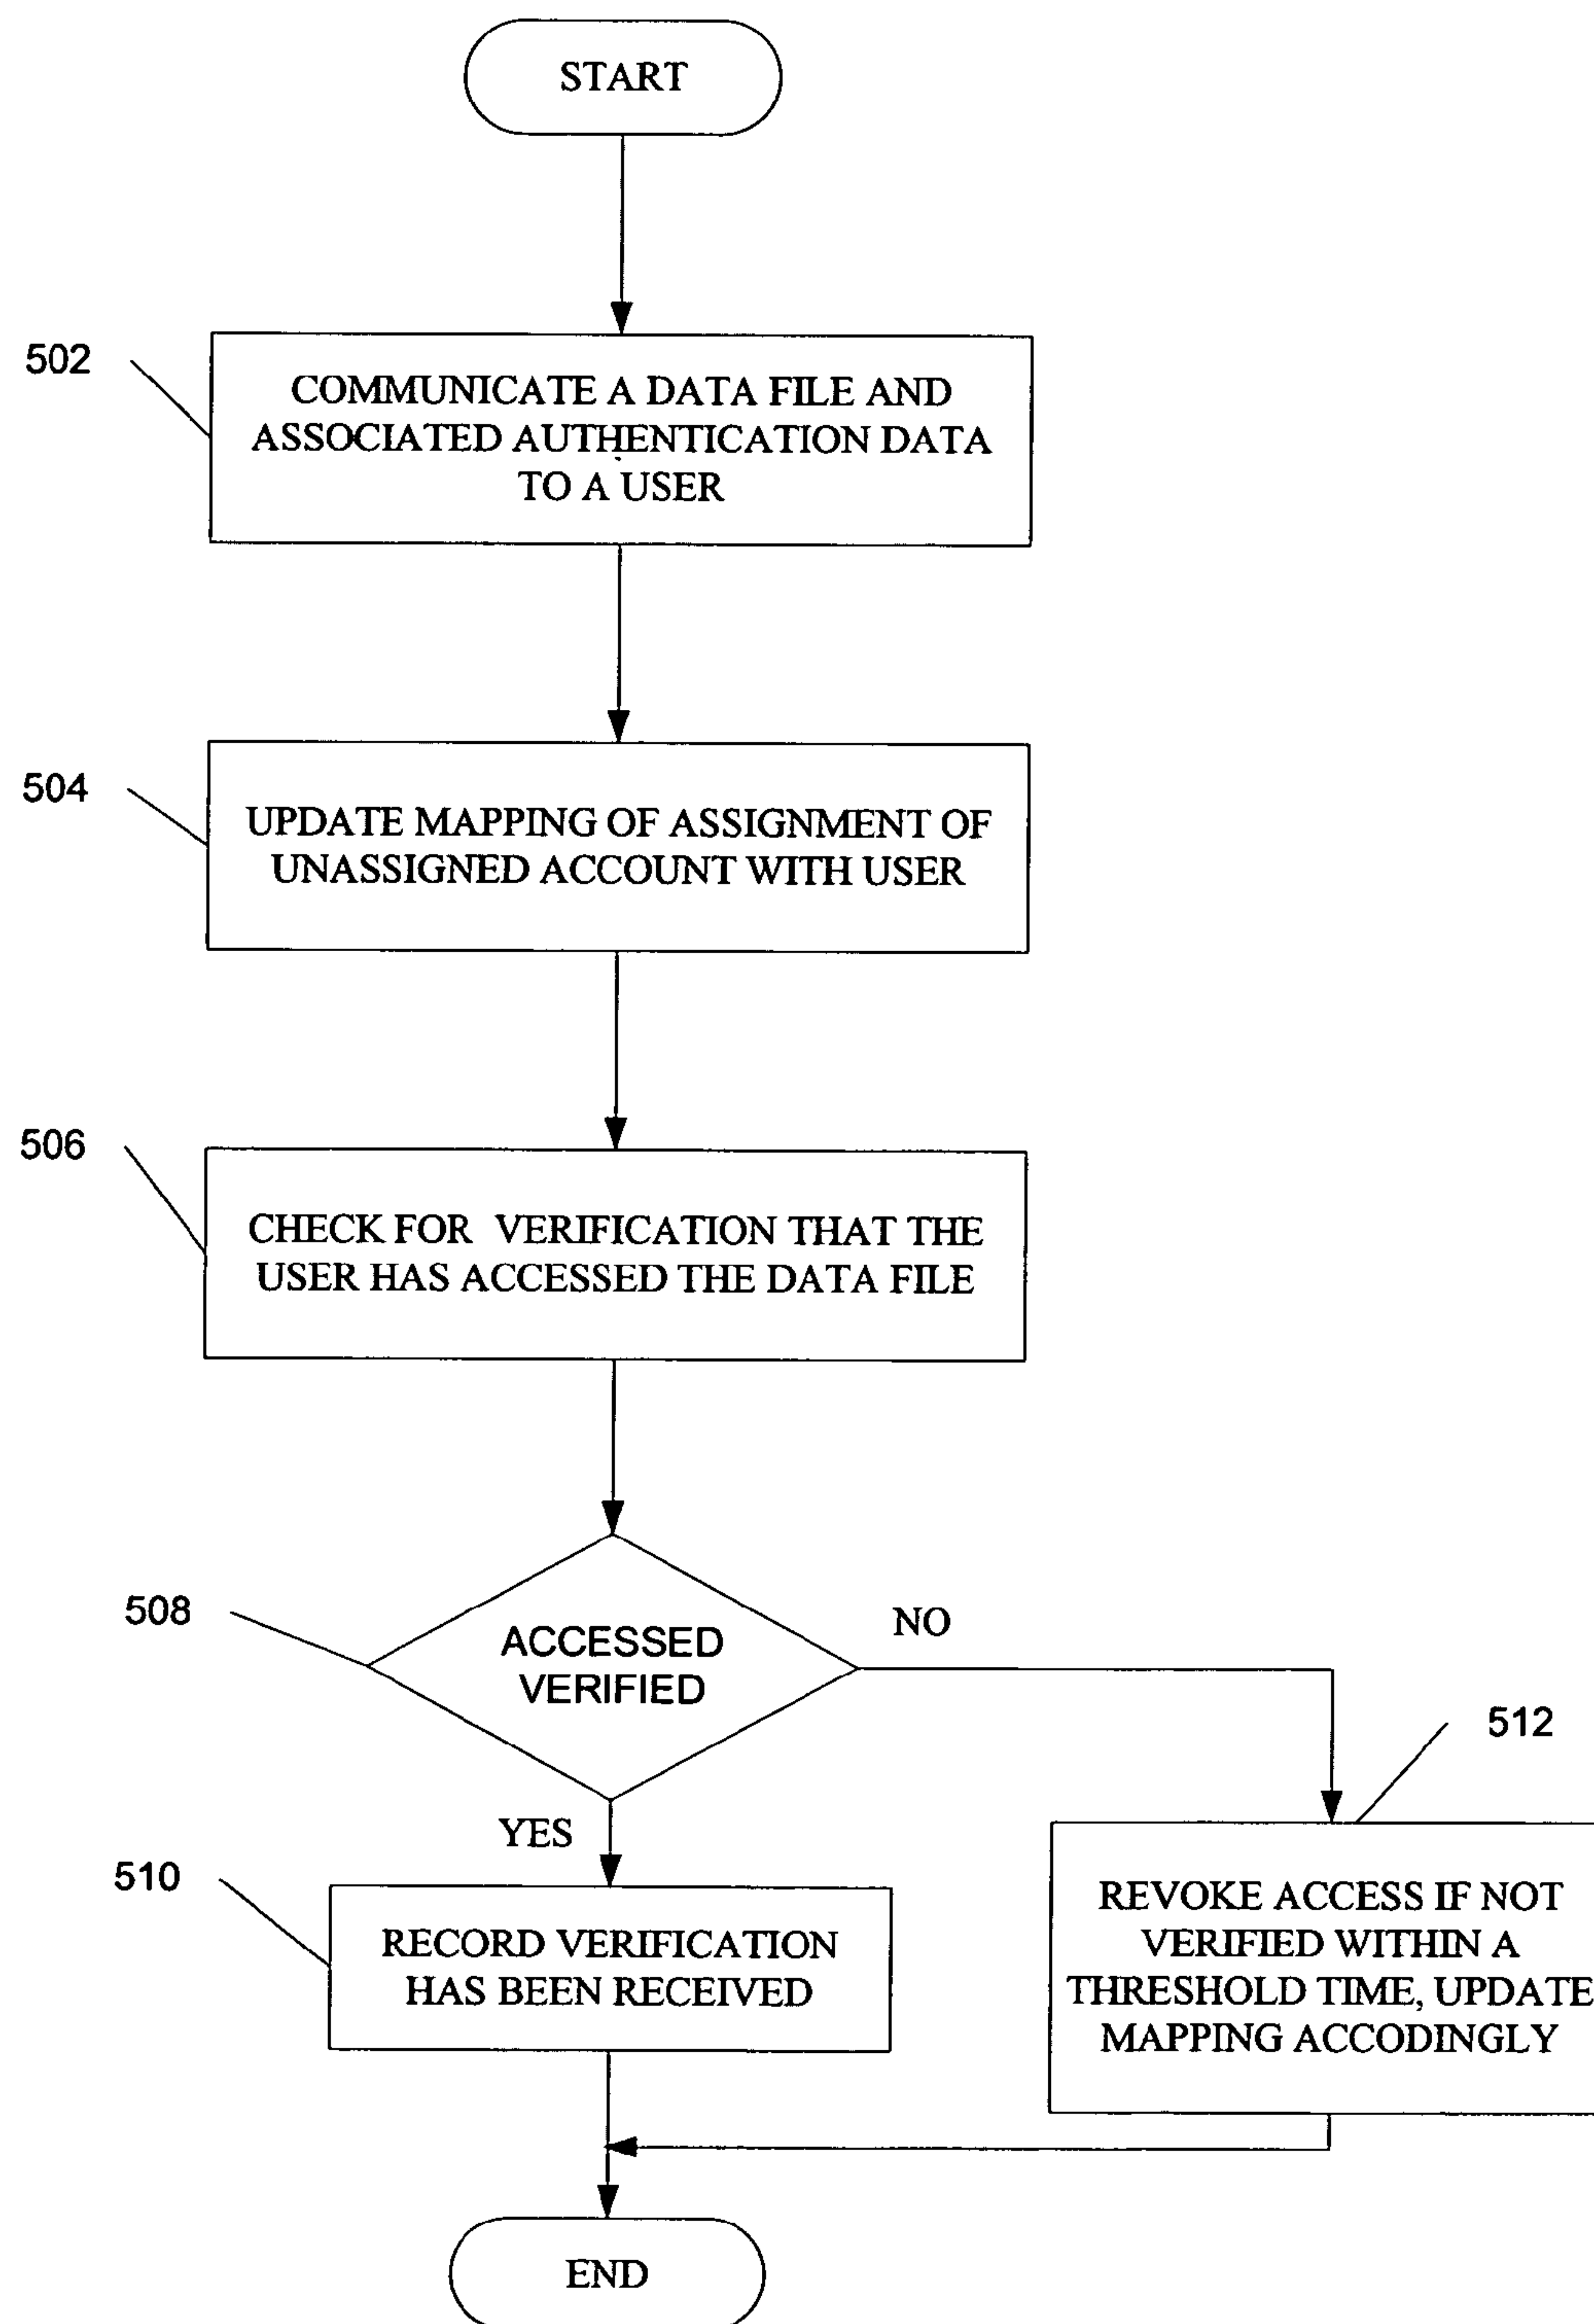 START
502
COMMUNICATE A DATA FILE AND
ASSOCIATED AUTHENTICATION DATA
TO A USER
504
UPDATE MAPPING OF ASSIGNMENT OF
UNASSIGNED ACCOUNT WITH USER
506
CHECK FOR VERIFICATION THAT THE
USER HAS ACCESSED THE DATA FILE
508
ACCESSED
VERIFIED
NO
YES
510
RECORD VERIFICATION
HAS BEEN RECEIVED
512
REVOKE ACCESS IF NOT
VERIFIED WITHIN A
THRESHOLD TIME, UPDATE
MAPPING ACCODINGLY
END